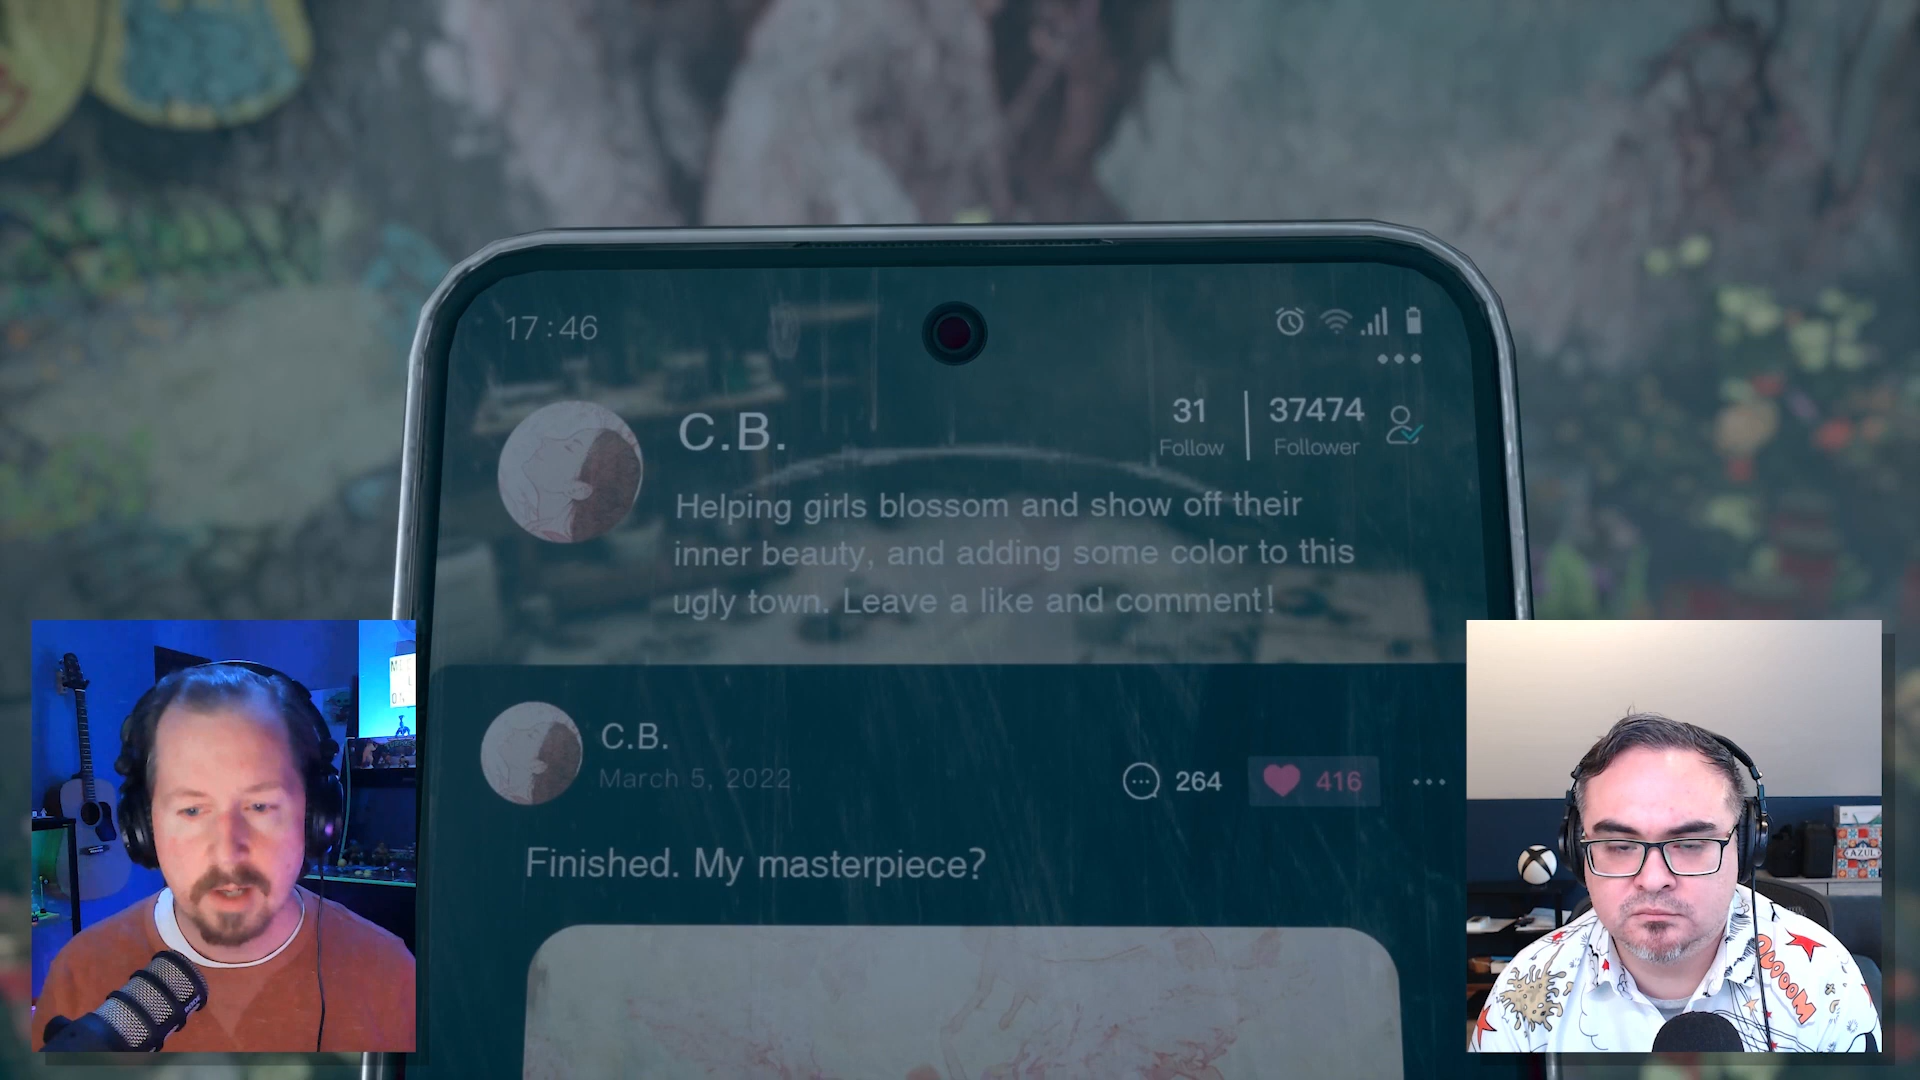 17:46
C.B.
31
Follow
37474
Follower
Helping girls blossom and show off their
inner beauty, and adding some color to this
ugly town. Leave a like and comment!
C.B.
March 5, 2022
264
416
Finished. My masterpiece?
AZUL